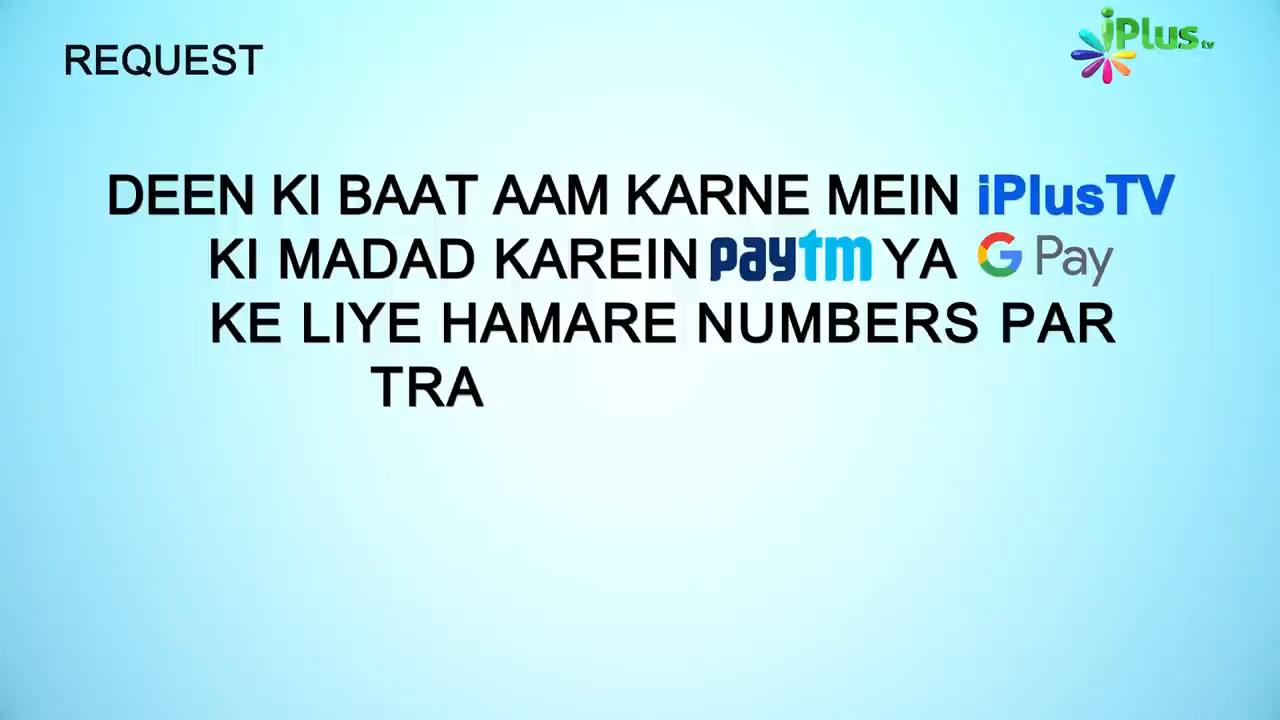 REQUEST
iPlus tv
DEEN KI BAAT AAM KARNE MEIN iPlusTV
KI MADAD KAREIN paytm YA G Pay
KE LIYE HAMARE NUMBERS PAR
TRA